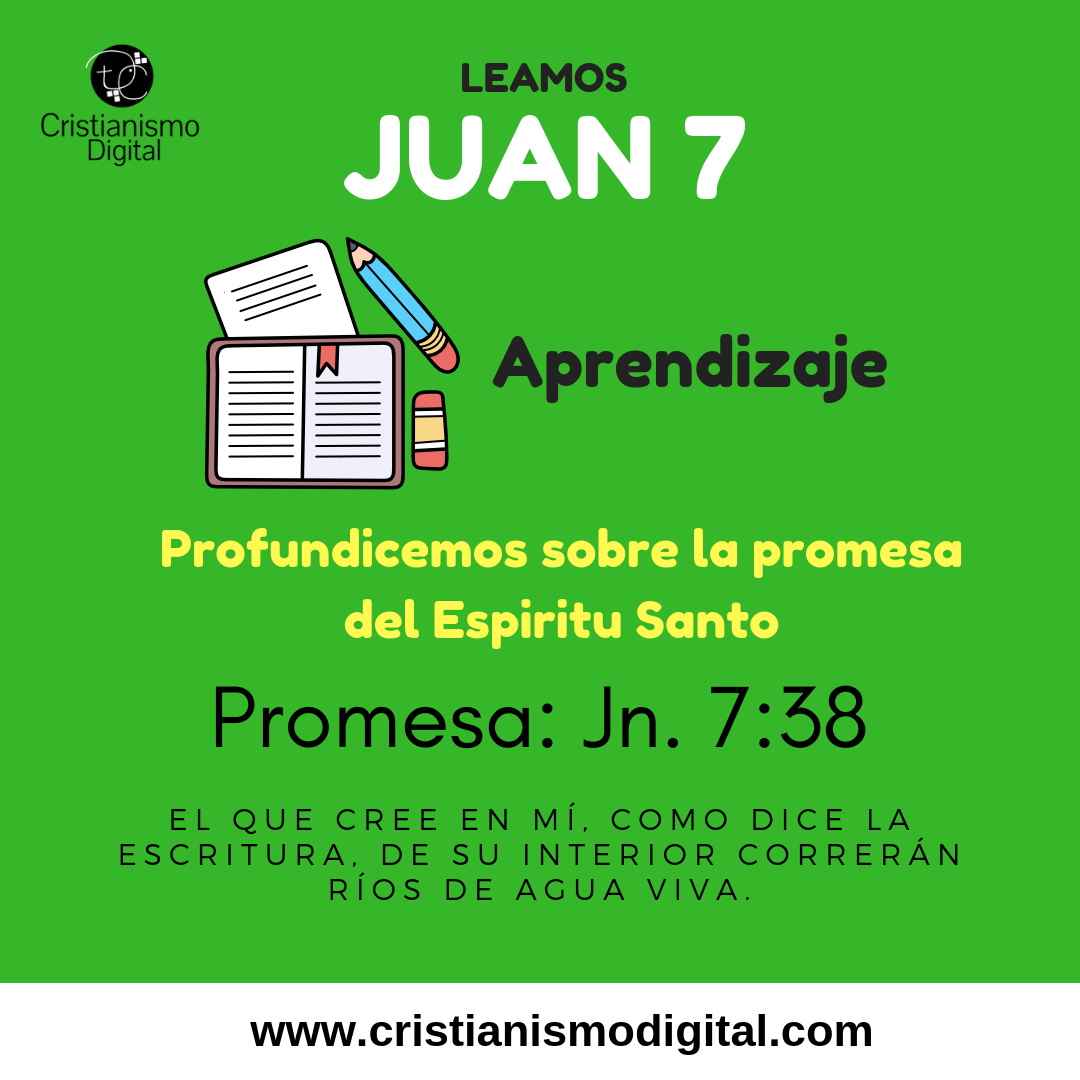 Cristianismo
Digital
LEAMOS
JUAN 7
Aprendizaje
Profundicemos sobre la promesa
del Espiritu Santo
Promesa: Jn. 7:38
EL QUE CREE EN MÍ, COMO DICE LA
ESCRITURA, DE SU INTERIOR CORRERÁN
RÍOS DE AGUA VIVA.
www.cristianismodigital.com